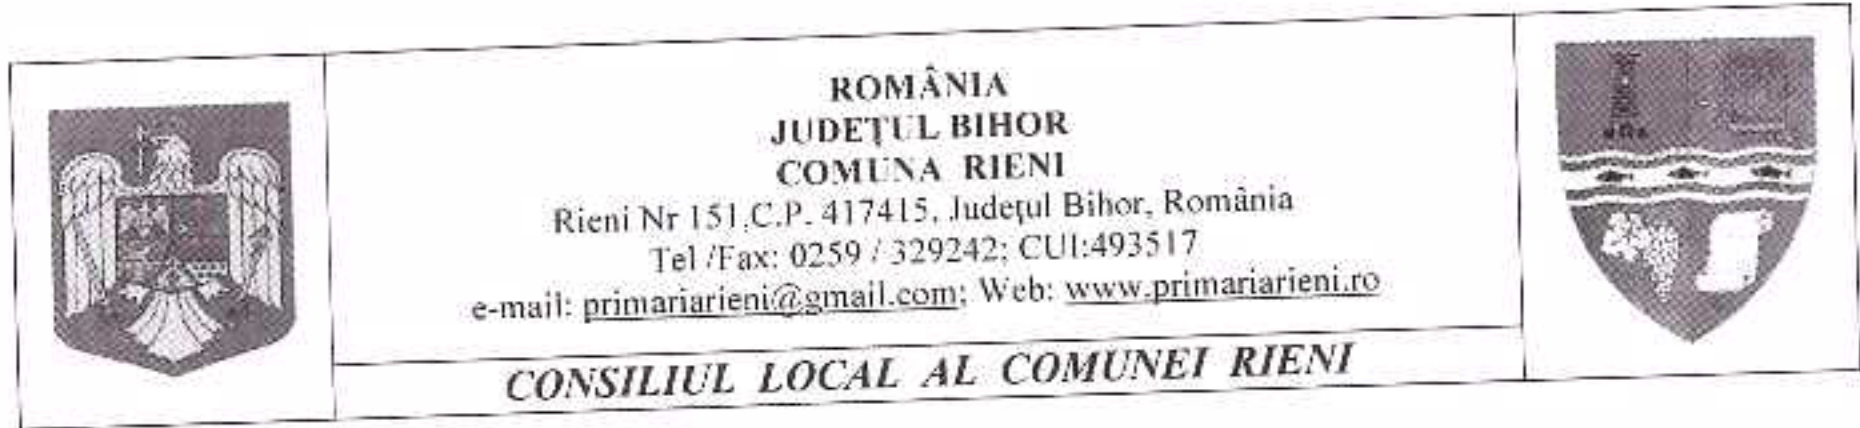 ROMÂNIA
JUDEȚUL BIHOR
COMUNA RIENI
Rieni Nr 151,C.P. 417415, Județul Bihor, România
Tel /Fax: 0259 / 329242; CUI:493517
e-mail: primariarieni@gmail.com; Web: www.primariarieni.ro
CONSILIUL LOCAL AL COMUNEI RIENI